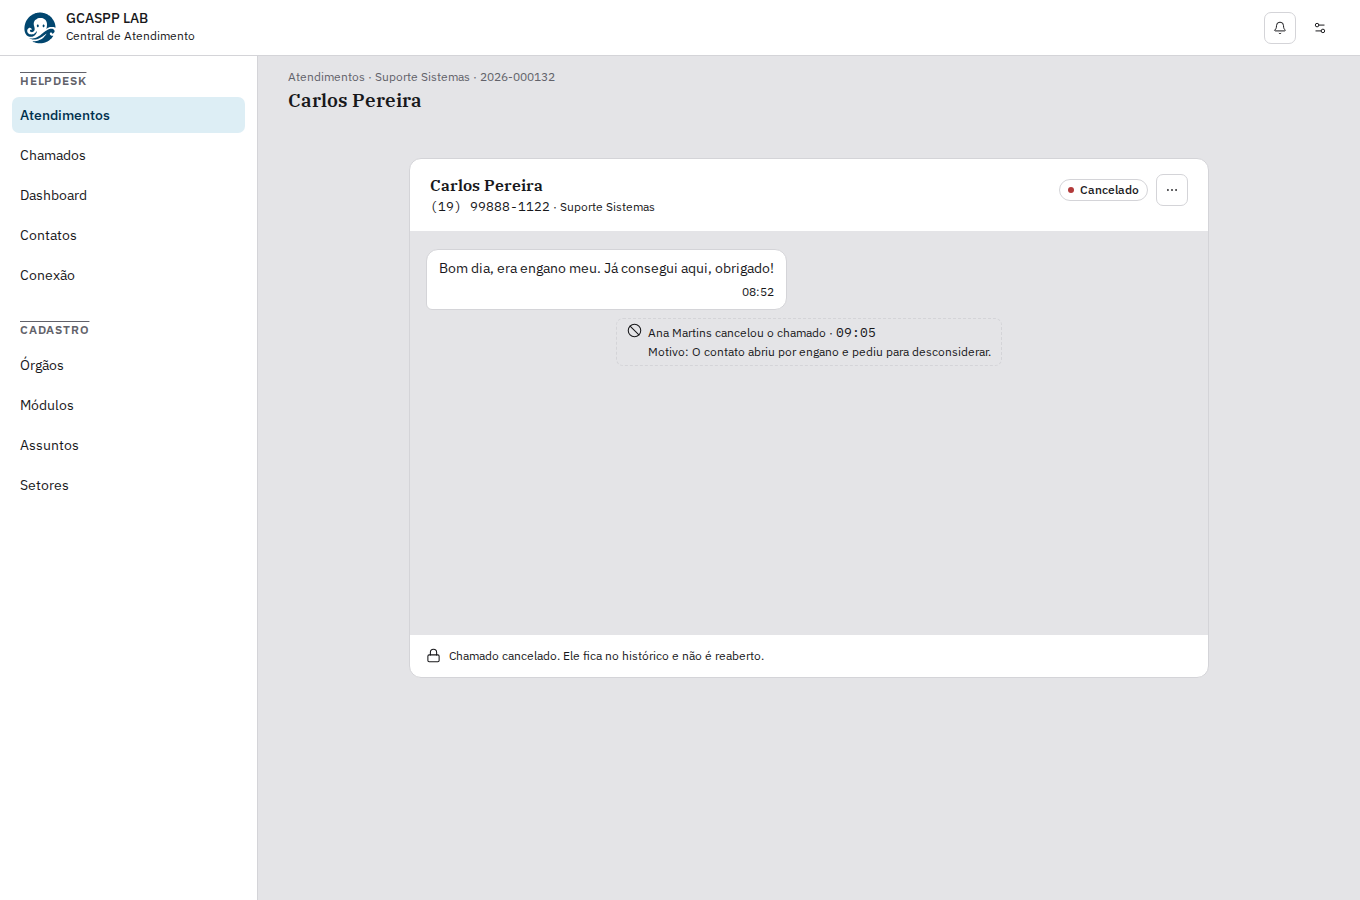 GCASPP LAB
Central de Atendimento
HELPDESK
Atendimentos
Chamados
Dashboard
Contatos
Conexão
CADASTRO
Órgãos
Módulos
Assuntos
Setores
Atendimentos · Suporte Sistemas · 2026-000132
Carlos Pereira
Carlos Pereira
(19) 99888-1122 · Suporte Sistemas
Cancelado
Bom dia, era engano meu. Já consegui aqui, obrigado!
08:52
Ana Martins cancelou o chamado · 09:05
Motivo: O contato abriu por engano e pediu para desconsiderar.
Chamado cancelado. Ele fica no histórico e não é reaberto.